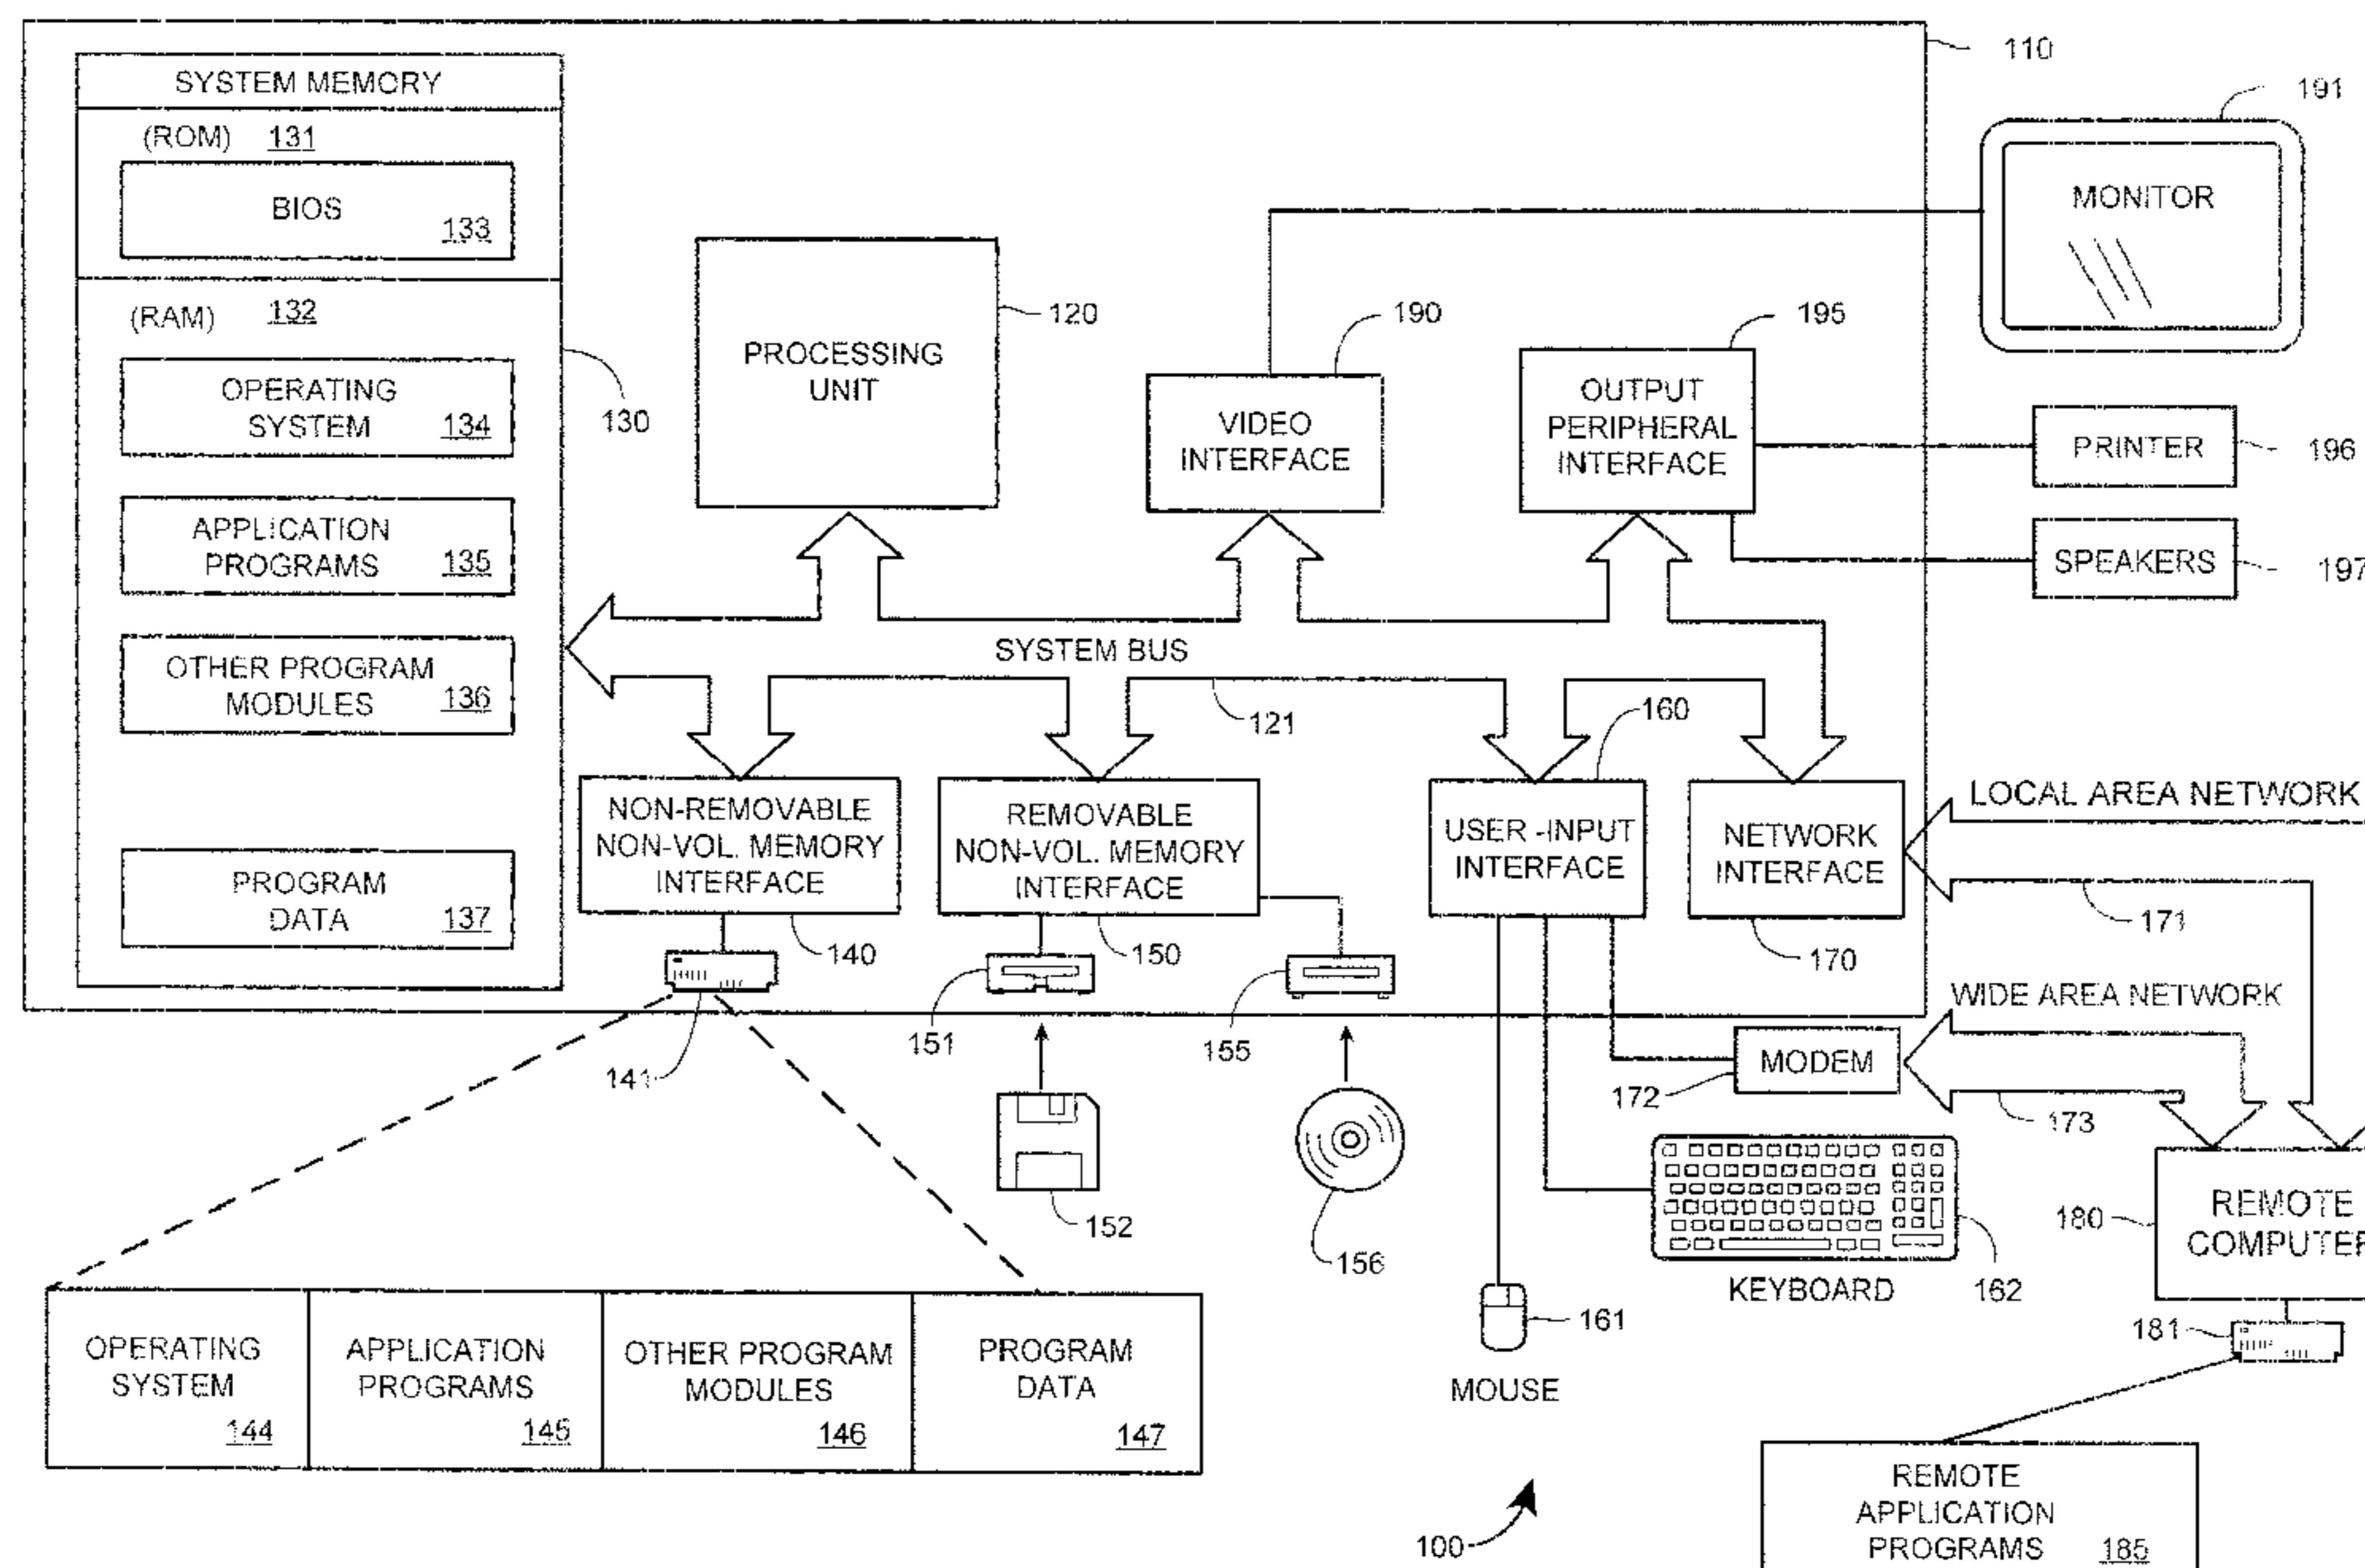 110
191
SYSTEM MEMORY
(ROM) 131
BIOS
133
MONITOR
(RAM) 132
OPERATING
SYSTEM 134
130
APPLICATION
PROGRAMS 135
OTHER PROGRAM
MODULES 136
PROGRAM
DATA 137
PROCESSING
UNIT
120
VIDEO
INTERFACE
190
OUTPUT
PERIPHERAL
INTERFACE
195
PRINTER
196
SPEAKERS
197
SYSTEM BUS
121
NON-REMOVABLE
NON-VOL. MEMORY
INTERFACE
140
REMOVABLE
NON-VOL. MEMORY
INTERFACE
150
USER -INPUT
INTERFACE
160
NETWORK
INTERFACE
170
LOCAL AREA NETWORK
171
WIDE AREA NETWORK
173
MODEM
172
141
151
152
155
156
KEYBOARD
162
161
MOUSE
REMOTE
COMPUTER
180
181
OPERATING
SYSTEM
144
APPLICATION
PROGRAMS
145
OTHER PROGRAM
MODULES
146
PROGRAM
DATA
147
100
REMOTE
APPLICATION
PROGRAMS 185